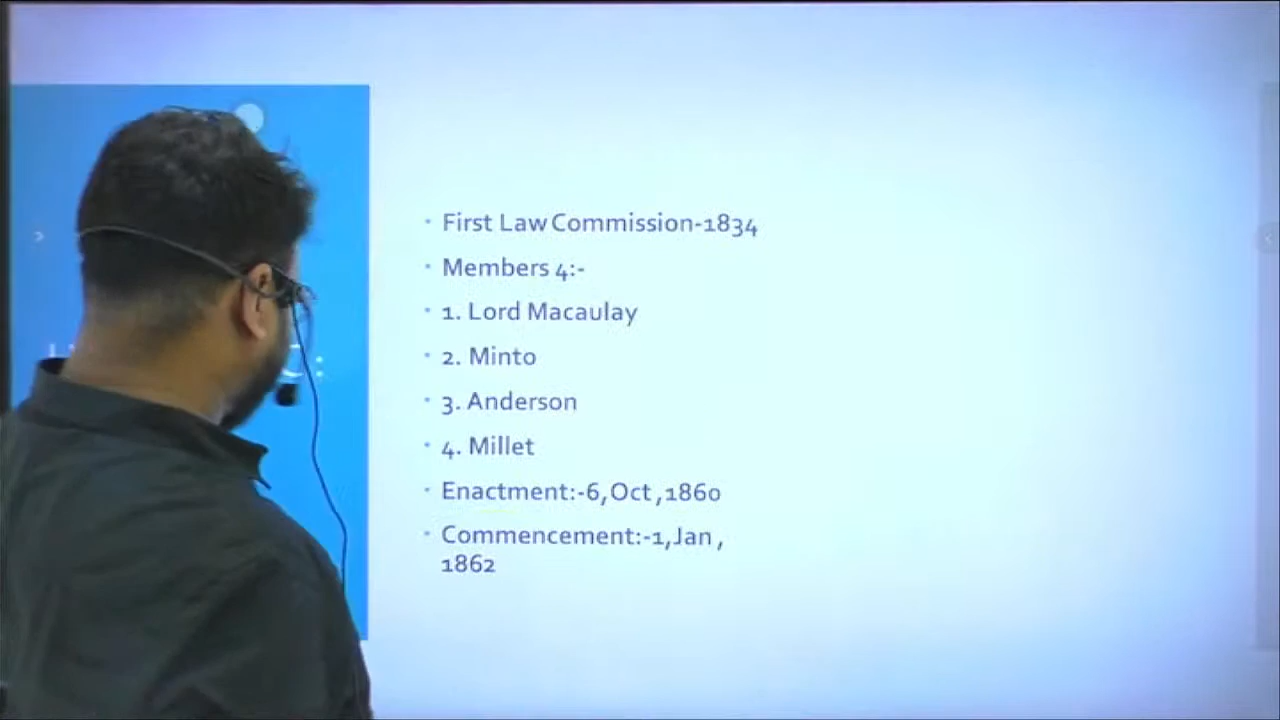 First Law Commission-1834
Members 4:-
1. Lord Macaulay
2. Minto
3. Anderson
4. Millet
Enactment:-6,Oct ,1860
Commencement:-1,Jan ,
1862